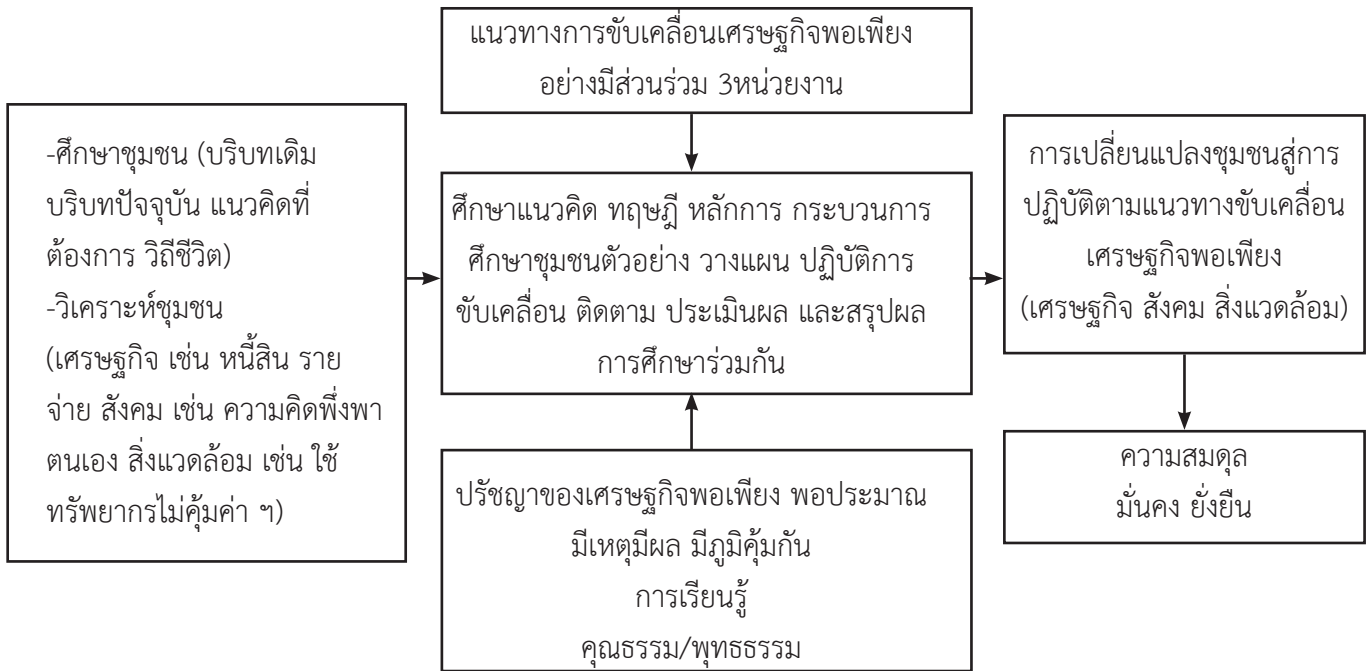 แนวทางการขับเคลื่อนเศรษฐกิจพอเพียง
อย่างมีส่วนร่วม 3หน่วยงาน
-ศึกษาชุมชน (บริบทเดิม
บริบทปัจจุบัน แนวคิดที่
ต้องการ วิถีชีวิต)
-วิเคราะห์ชุมชน
(เศรษฐกิจ เช่น หนี้สิน ราย
จ่าย สังคม เช่น ความคิดพึ่งพา
ตนเอง สิ่งแวดล้อม เช่น ใช้
ทรัพยากรไม่คุ้มค่า ฯ)
ศึกษาแนวคิด ทฤษฎี หลักการ กระบวนการ
ศึกษาชุมชนตัวอย่าง วางแผน ปฏิบัติการ
ขับเคลื่อน ติดตาม ประเมินผล และสรุปผล
การศึกษาร่วมกัน
ปรัชญาของเศรษฐกิจพอเพียง พอประมาณ
มีเหตุมีผล มีภูมิคุ้มกัน
การเรียนรู้
คุณธรรม/พุทธธรรม
การเปลี่ยนแปลงชุมชนสู่การ
ปฏิบัติตามแนวทางขับเคลื่อน
เศรษฐกิจพอเพียง
(เศรษฐกิจ สังคม สิ่งแวดล้อม)
ความสมดุล
มั่นคง ยั่งยืน